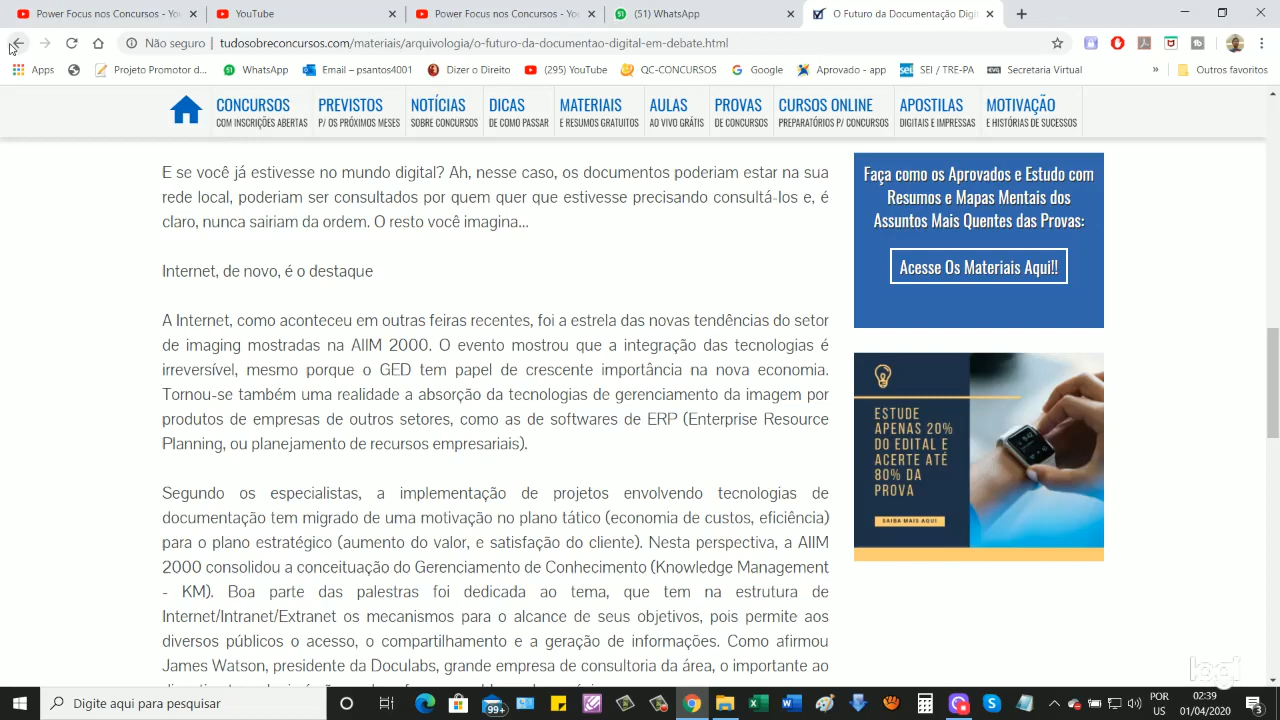 Power Focus nos Concursos - You
YouTube
Power Focus nos Concursos - You
(51) WhatsApp
O Futuro da Documentação Digit
Não seguro
tudosobreconcursos.com/materiais/arquivologia/o-futuro-da-documentao-digital-em-debate.html
Apps
Projeto Promotor d...
WhatsApp
Email – psantos4001
Dizer o Direito
(295) YouTube
QC-CONCURSOS
Google
Aprovado - app
SEI / TRE-PA
Secretaria Virtual
»
Outros favoritos
CONCURSOS
COM INSCRIÇÕES ABERTAS
PREVISTOS
P/ OS PRÓXIMOS MESES
NOTÍCIAS
SOBRE CONCURSOS
DICAS
DE COMO PASSAR
MATERIAIS
E RESUMOS GRATUITOS
AULAS
AO VIVO GRÁTIS
PROVAS
DE CONCURSOS
CURSOS ONLINE
PREPARATÓRIOS P/ CONCURSOS
APOSTILAS
DIGITAIS E IMPRESSAS
MOTIVAÇÃO
E HISTÓRIAS DE SUCESSOS
E se você já estivesse no mundo digital? Ah, nesse caso, os documentos poderiam estar na sua
rede local, poderiam ser consultados por quem quer que estivesse precisando consultá-los e, é
claro, nunca sairiam da ordem. O resto você imagina...
Internet, de novo, é o destaque
A Internet, como aconteceu em outras feiras recentes, foi a estrela das novas tendências do setor
de imaging mostradas na AIIM 2000. O evento mostrou que a integração das tecnologias é
irreversível, mesmo porque o GED tem papel de crescente importância na nova economia.
Tornou-se também uma realidade a absorção da tecnologias de gerenciamento da imagem por
produtos de empresas de outros setores, como as de softwares de ERP (Enterprise Resource
Planning, ou planejamento de recursos empresariais).
Segundo os especialistas, a implementação de projetos envolvendo tecnologias de
documentação tem migrado de uma motivação no plano tático (economia de custos, eficiência)
para o plano estratégico (aumento do valor, e satisfação do cliente). Nesta perspectiva, a AIIM
2000 consolidou a conceituação do Gerenciamento de Conhecimento (Knowledge Management
- KM). Boa parte das palestras foi dedicada ao tema, que tem na estrutura de
Internet/Intranet/Extranet os mecanismos para o alcance de seus objetivos, pois permite aos
diversos públicos o acesso, o compartilhamento e a geração de informações. Como afirmou
James Watson, presidente da Doculabs, grande empresa de consultoria da área, o importante ao
Faça como os Aprovados e Estudo com
Resumos e Mapas Mentais dos
Assuntos Mais Quentes das Provas:
Acesse Os Materiais Aqui!!
ESTUDE
APENAS 20%
DO EDITAL E
ACERTE ATÉ
80% DA
PROVA
SAIBA MAIS AQUI
logi
Digite aqui para pesquisar
99+
POR
US
02:39
01/04/2020
3